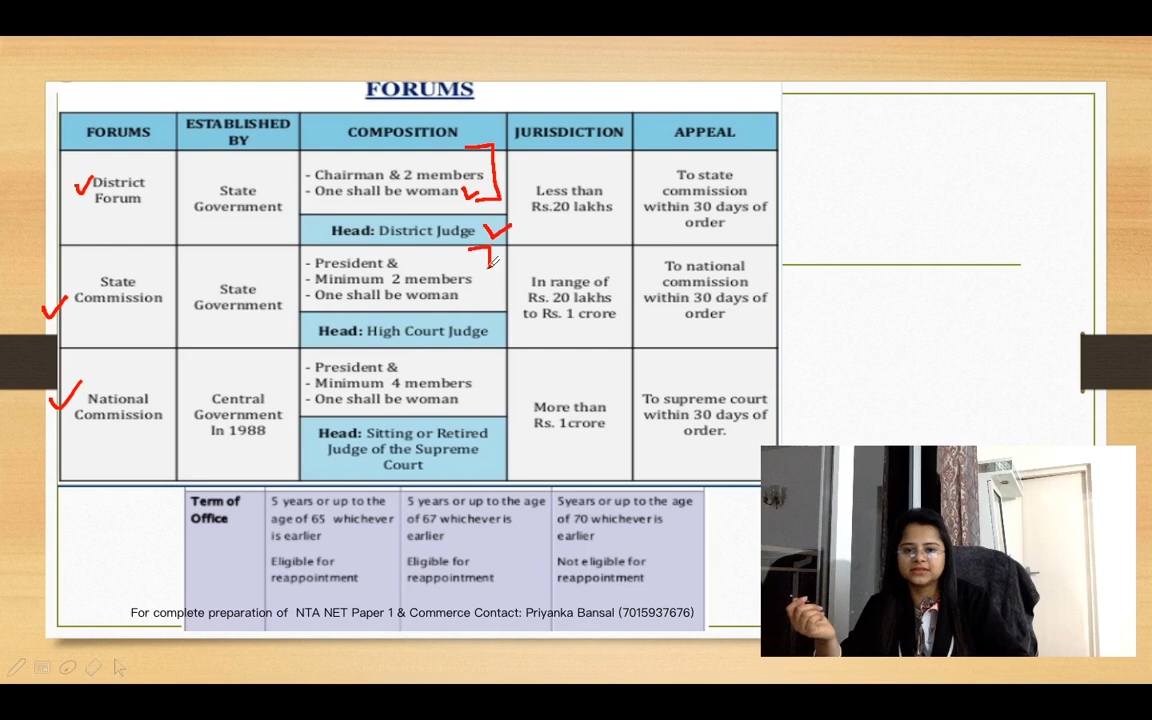 FORUMS
FORUMS
ESTABLISHED
BY
COMPOSITION
JURISDICTION
APPEAL
District
Forum
State
Government
- Chairman & 2 members
- One shall be woman
Head: District Judge
Less than
Rs.20 lakhs
To state
commission
within 30 days of
order
State
Commission
State
Government
- President &
- Minimum 2 members
- One shall be woman
Head: High Court Judge
In range of
Rs. 20 lakhs
to Rs. 1 crore
To national
commission
within 30 days of
order
National
Commission
Central
Government
In 1988
- President &
- Minimum 4 members
- One shall be woman
Head: Sitting or Retired
Judge of the Supreme
Court
More than
Rs. 1crore
To supreme court
within 30 days of
order.
Term of
Office
5 years or up to the
age of 65 whichever
is earlier
Eligible for
reappointment
5 years or up to the age
of 67 whichever is
earlier
Eligible for
reappointment
5years or up to the age
of 70 whichever is
earlier
Not eligible for
reappointment
For complete preparation of NTA NET Paper 1 & Commerce Contact: Priyanka Bansal (7015937676)